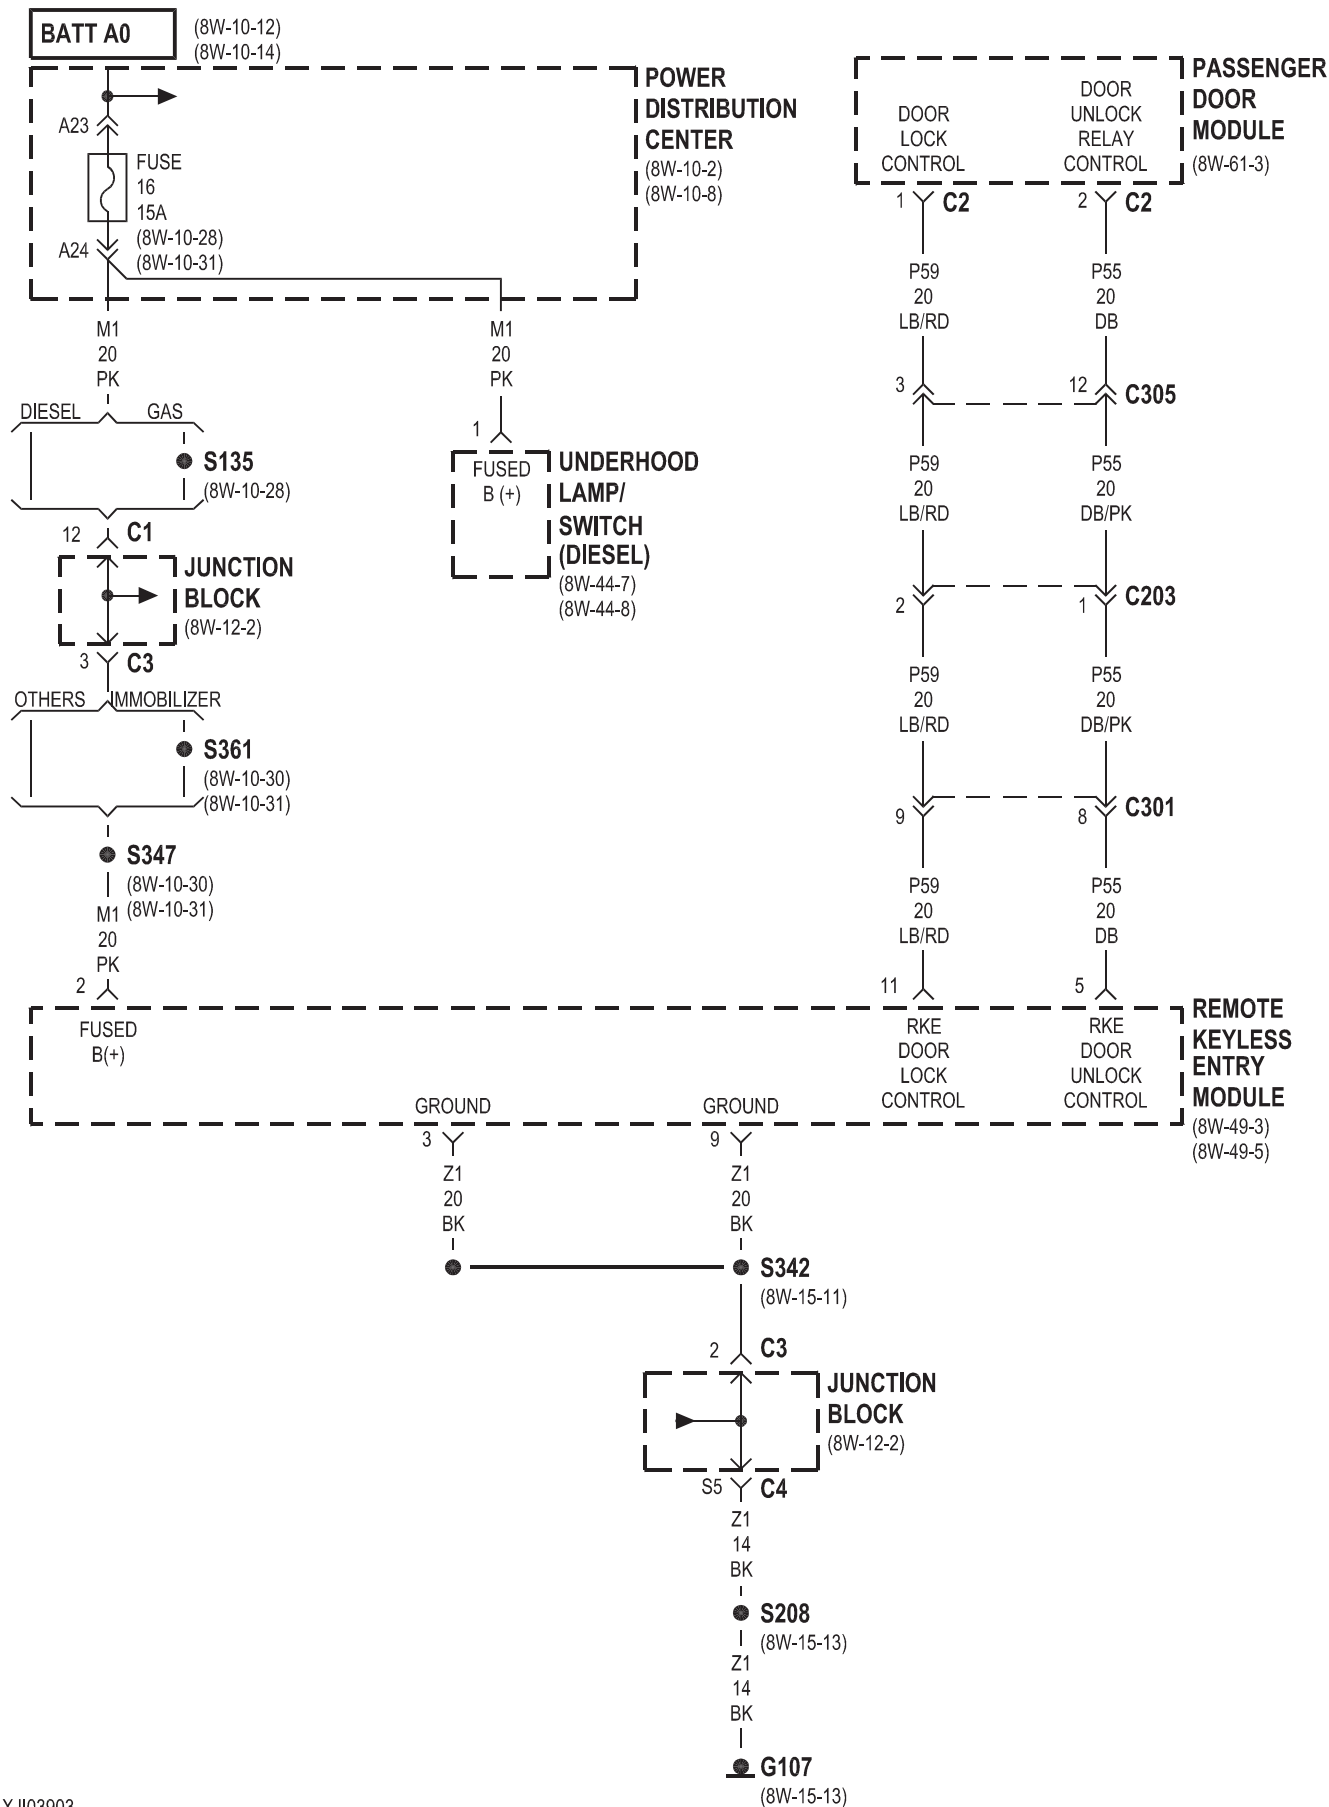 BATT A0
(8W-10-12)
(8W-10-14)
POWER
DISTRIBUTION
CENTER
(8W-10-2)
(8W-10-8)
A23
FUSE
16
15A
(8W-10-28)
(8W-10-31)
A24
M1
20
PK
M1
20
PK
DIESEL
GAS
S135
(8W-10-28)
12
C1
JUNCTION
BLOCK
(8W-12-2)
3
C3
OTHERS
IMMOBILIZER
S361
(8W-10-30)
(8W-10-31)
S347
(8W-10-30)
(8W-10-31)
M1
20
PK
2
1
FUSED
B (+)
UNDERHOOD
LAMP/
SWITCH
(DIESEL)
(8W-44-7)
(8W-44-8)
DOOR
LOCK
CONTROL
DOOR
UNLOCK
RELAY
CONTROL
PASSENGER
DOOR
MODULE
(8W-61-3)
1
C2
2
C2
P59
20
LB/RD
P55
20
DB
3
12
C305
P59
20
LB/RD
P55
20
DB/PK
2
1
C203
P59
20
LB/RD
P55
20
DB/PK
9
8
C301
P59
20
LB/RD
P55
20
DB
11
5
FUSED
B(+)
RKE
DOOR
LOCK
CONTROL
RKE
DOOR
UNLOCK
CONTROL
REMOTE
KEYLESS
ENTRY
MODULE
(8W-49-3)
(8W-49-5)
GROUND
GROUND
3
9
Z1
20
BK
Z1
20
BK
S342
(8W-15-11)
2
C3
JUNCTION
BLOCK
(8W-12-2)
S5
C4
Z1
14
BK
S208
(8W-15-13)
Z1
14
BK
G107
(8W-15-13)